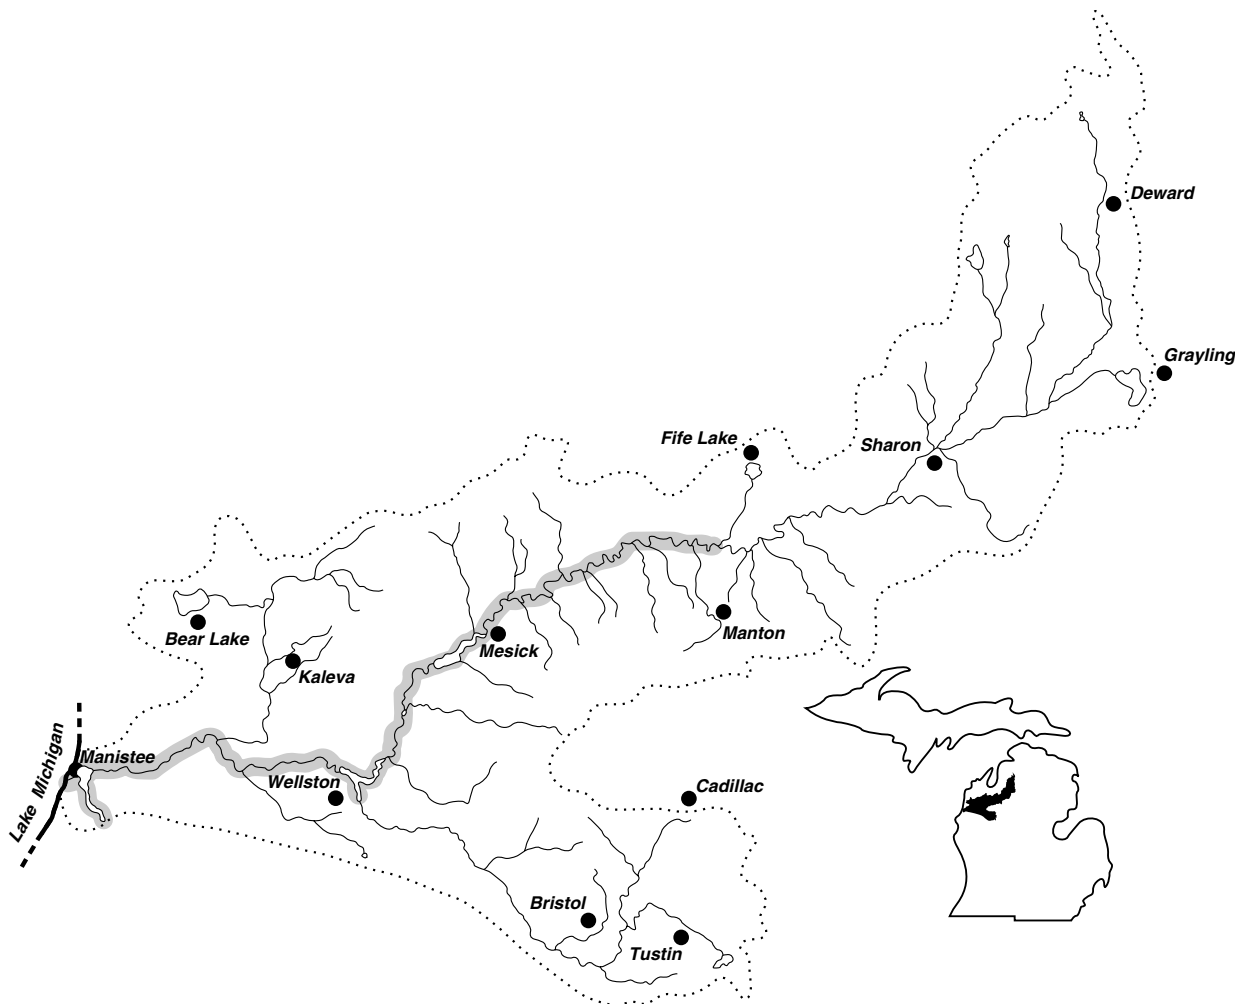 Deward
Grayling
Fife Lake
Sharon
Bear Lake
Manton
Mesick
Kaleva
Lake Michigan
Manistee
Wellston
Cadillac
Bristol
Tustin